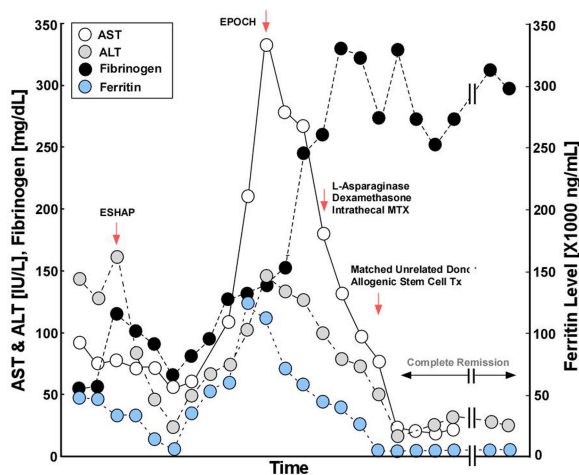 EPOCH
350
300
250
200
150
100
50
0
AST & ALT [IU/L], Fibrinogen [mg/dL]
AST
ALT
Fibrinogen
Ferritin
ESHAP
L-Asparaginase
Dexamethasone
Intrathecal MTX
Matched Unrelated
Allogenic Stem Cell Tx
Complete Remission
350
300
250
200
150
100
50
0
Ferritin Level [X1000 ng/mL]
Time